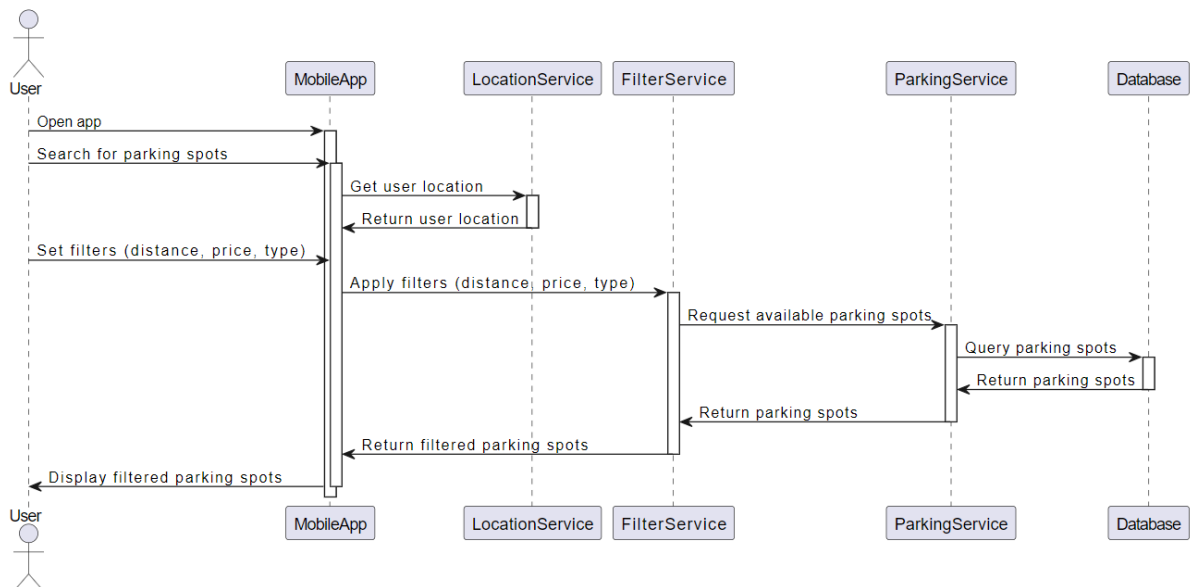 User
MobileApp
LocationService
FilterService
ParkingService
Database
Open app
Search for parking spots
Get user location
Return user location
Set filters (distance, price, type)
Apply filters (distance, price, type)
Request available parking spots
Query parking spots
Return parking spots
Return parking spots
Return filtered parking spots
Display filtered parking spots
User
MobileApp
LocationService
FilterService
ParkingService
Database